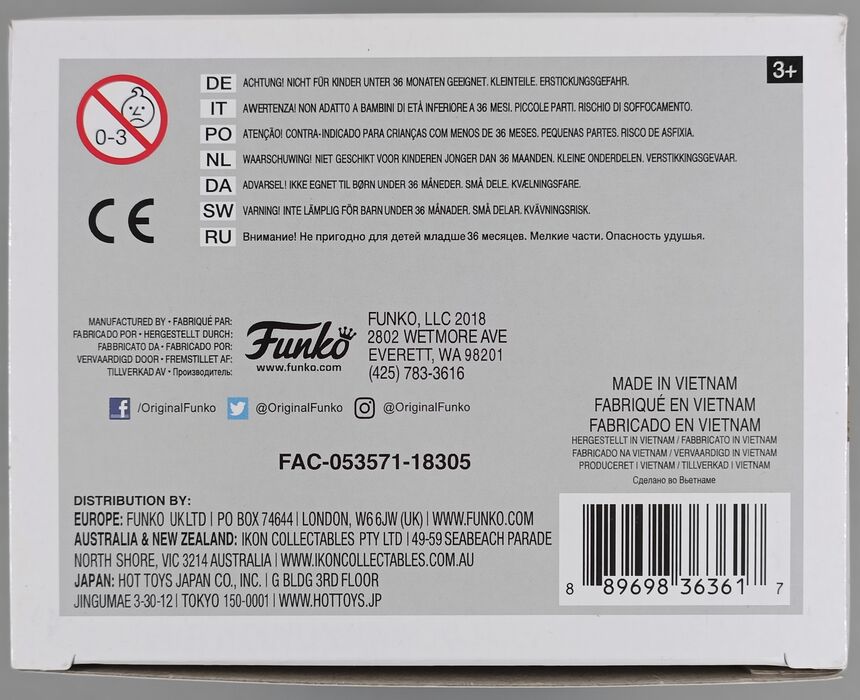 3+
0-3
DE ACHTUNG! NICHT FÜR KINDER UNTER 36 MONATEN GEEIGNET. KLEINTEILE. ERSTICKUNGSGEFAHR.
IT AWERTENZA! NON ADATTO A BAMBINI DI ETÀ INFERIORE A 36 MESI. PICCOLE PARTI. RISCHIO DI SOFFOCAMENTO.
PO ATENÇÃO! CONTRA-INDICADO PARA CRIANÇAS COM MENOS DE 36 MESES. PEQUENAS PARTES. RISCO DE ASFIXIA.
NL WAARSCHUWING! NIET GESCHIKT VOOR KINDEREN JONGER DAN 36 MAANDEN. KLEINE ONDERDELEN. VERSTIKKINGSGEVAAR.
DA ADVARSEL! IKKE EGNET TIL BØRN UNDER 36 MÅNEDER. SMÅ DELE. KVÆLNINGSFARE.
SW VARNING! INTE LÄMPLIG FÖR BARN UNDER 36 MÅNADER. SMÅ DELAR. KVÄVNINGSRISK.
RU Внимание! Не пригодно для детей младше 36 месяцев. Мелкие части. Опасность удушья.
CE
MANUFACTURED BY • FABRIQUÉ PAR:
FABRICADO POR • HERGESTELLT DURCH:
FABBRICATO DA • FABRICADO POR:
VERVAARDIGD DOOR • FREMSTILLET AF:
TILLVERKAD AV • Производитель:
Funko
www.funko.com
FUNKO, LLC 2018
2802 WETMORE AVE
EVERETT, WA 98201
(425) 783-3616
/OriginalFunko @OriginalFunko @OriginalFunko
FAC-053571-18305
MADE IN VIETNAM
FABRIQUÉ EN VIETNAM
FABRICADO EN VIETNAM
HERGESTELLT IN VIETNAM / FABBRICATO IN VIETNAM
FABRICADO NA VIETNAM / VERVAARDIGD IN VIETNAM
PRODUCERET I VIETNAM / TILLVERKAD I VIETNAM
Сделано во Вьетнаме
DISTRIBUTION BY:
EUROPE: FUNKO UK LTD | PO BOX 74644 | LONDON, W6 6JW (UK) | WWW.FUNKO.COM
AUSTRALIA & NEW ZEALAND: IKON COLLECTABLES PTY LTD | 49-59 SEABEACH PARADE
NORTH SHORE, VIC 3214 AUSTRALIA | WWW.IKONCOLLECTABLES.COM.AU
JAPAN: HOT TOYS JAPAN CO., INC. | G BLDG 3RD FLOOR
JINGUMAE 3-30-12 | TOKYO 150-0001 | WWW.HOTTOYS.JP
8 89698 36361 7